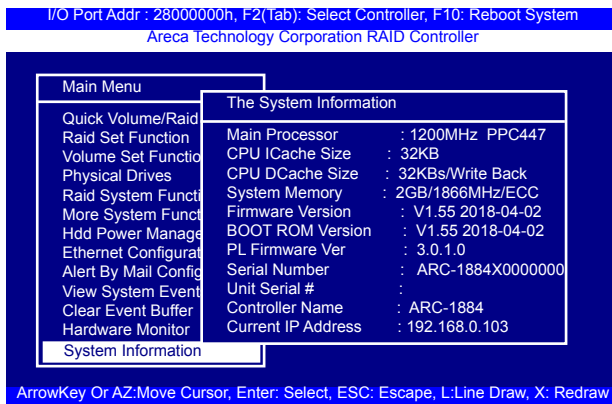 I/O Port Addr : 28000000h, F2(Tab): Select Controller, F10: Reboot System
Areca Technology Corporation RAID Controller
Main Menu
Quick Volume/Raid
Raid Set Function
Volume Set Functio
Physical Drives
Raid System Functi
More System Funct
Hdd Power Manage
Ethernet Configurat
Alert By Mail Config
View System Event
Clear Event Buffer
Hardware Monitor
System Information
The System Information
Main Processor : 1200MHz PPC447
CPU ICache Size : 32KB
CPU DCache Size : 32KBs/Write Back
System Memory : 2GB/1866MHz/ECC
Firmware Version : V1.55 2018-04-02
BOOT ROM Version : V1.55 2018-04-02
PL Firmware Ver : 3.0.1.0
Serial Number : ARC-1884X0000000
Unit Serial # :
Controller Name : ARC-1884
Current IP Address : 192.168.0.103
ArrowKey Or AZ:Move Cursor, Enter: Select, ESC: Escape, L:Line Draw, X: Redraw